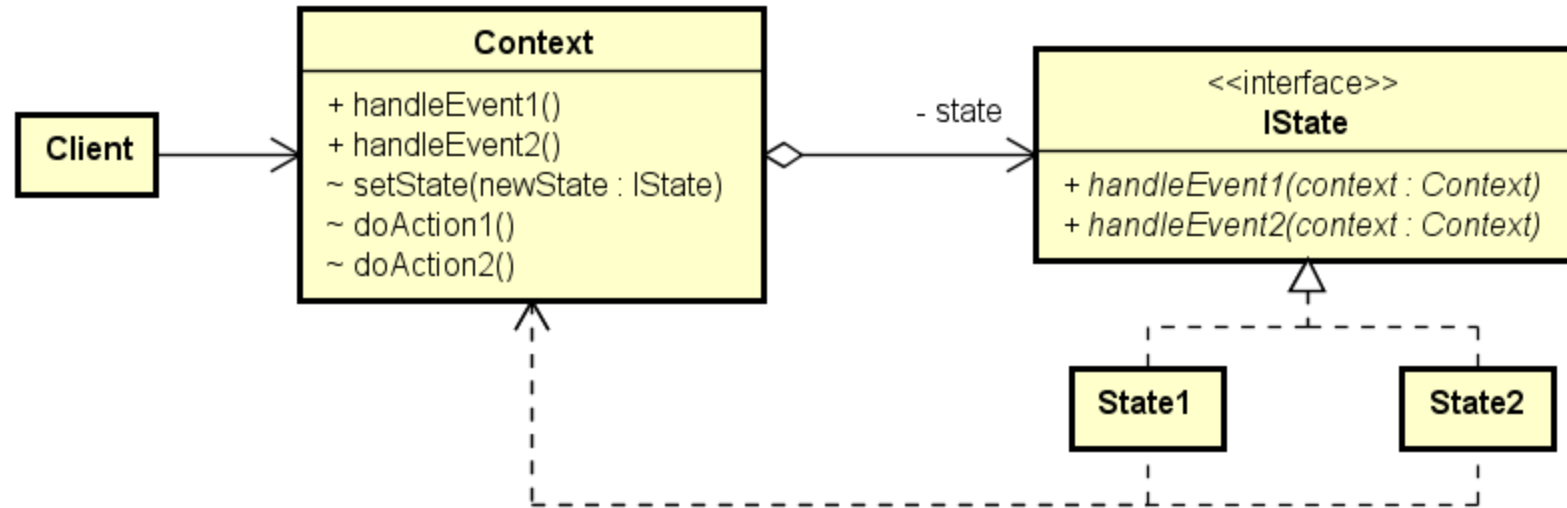 Client
Context
+ handleEvent1()
+ handleEvent2()
~ setState(newState : IState)
~ doAction1()
~ doAction2()
- state
<<interface>>
IState
+ handleEvent1(context : Context)
+ handleEvent2(context : Context)
State1
State2